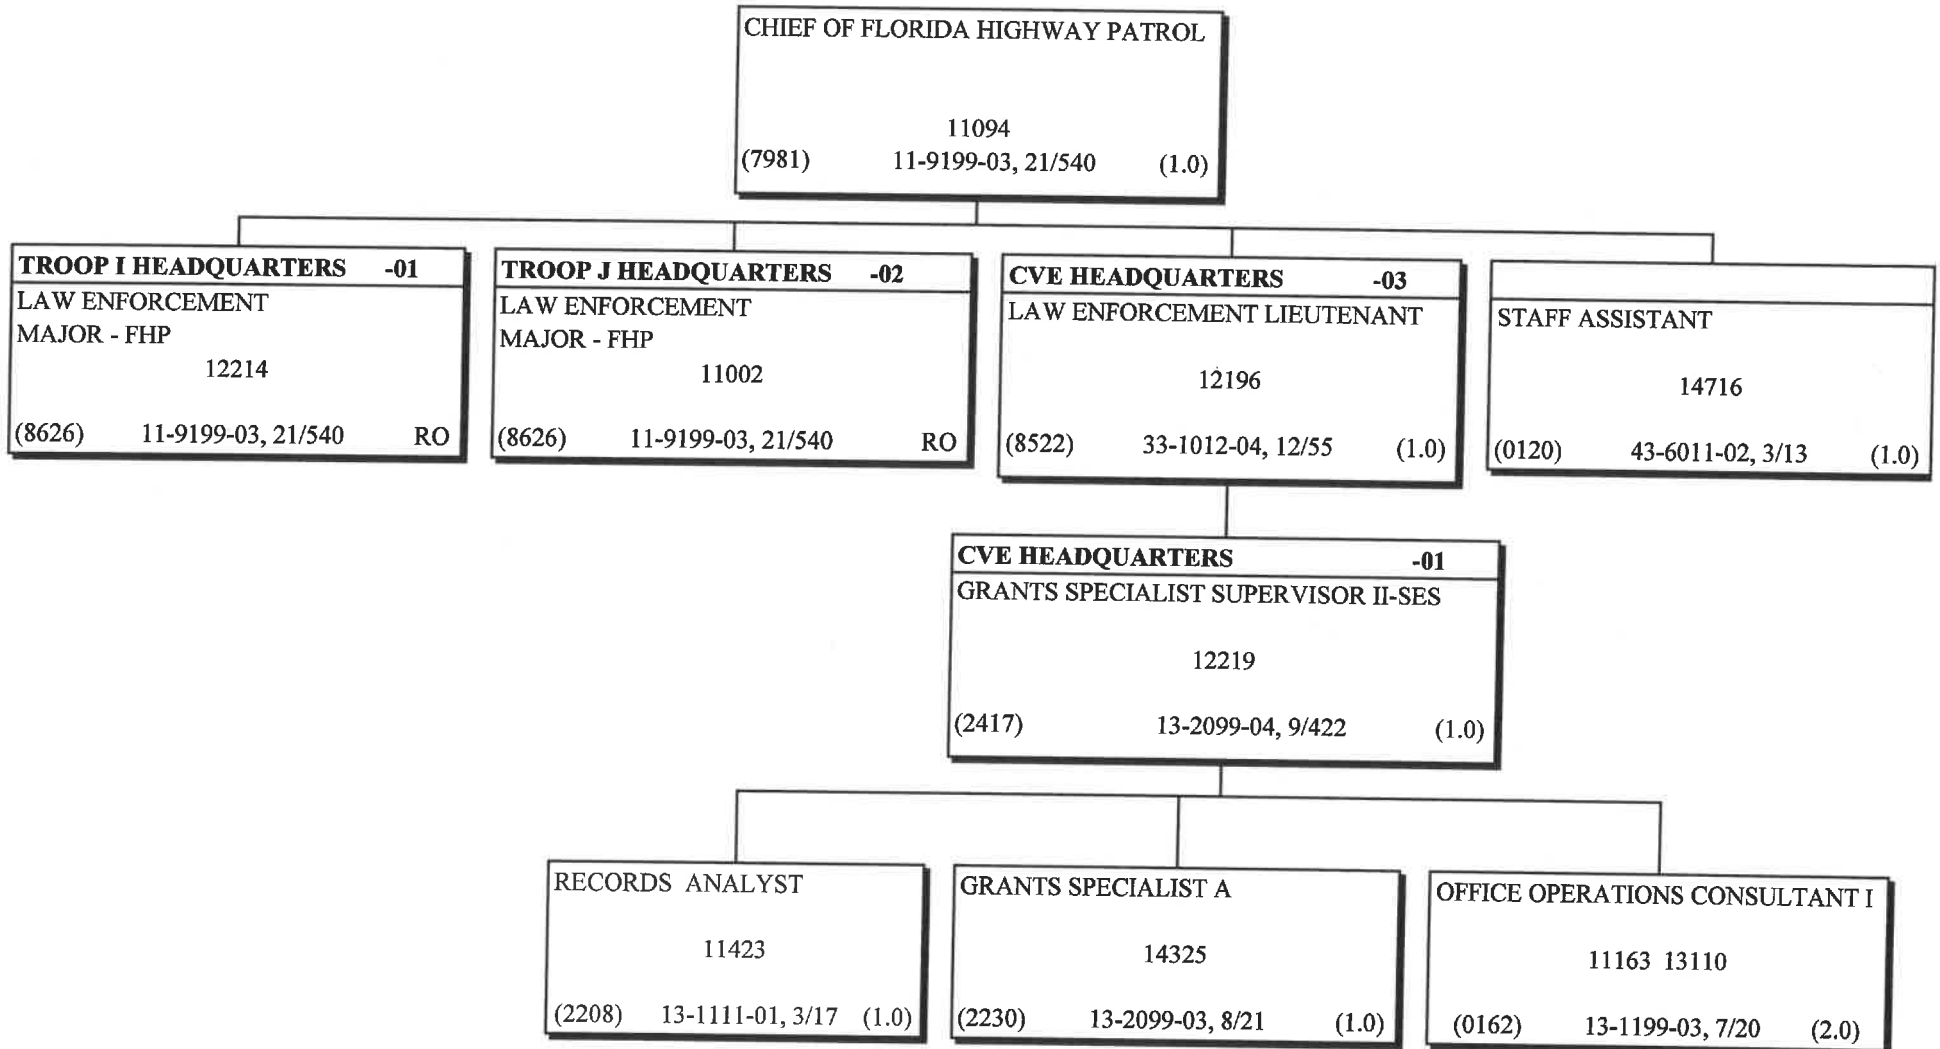 CHIEF OF FLORIDA HIGHWAY PATROL
11094
(7981) 11-9199-03, 21/540 (1.0)
TROOP I HEADQUARTERS -01
LAW ENFORCEMENT
MAJOR - FHP
12214
(8626) 11-9199-03, 21/540 RO
TROOP J HEADQUARTERS -02
LAW ENFORCEMENT
MAJOR - FHP
11002
(8626) 11-9199-03, 21/540 RO
CVE HEADQUARTERS -03
LAW ENFORCEMENT LIEUTENANT
12196
(8522) 33-1012-04, 12/55 (1.0)
STAFF ASSISTANT
14716
(0120) 43-6011-02, 3/13 (1.0)
CVE HEADQUARTERS -01
GRANTS SPECIALIST SUPERVISOR II-SES
12219
(2417) 13-2099-04, 9/422 (1.0)
RECORDS ANALYST
11423
(2208) 13-1111-01, 3/17 (1.0)
GRANTS SPECIALIST A
14325
(2230) 13-2099-03, 8/21 (1.0)
OFFICE OPERATIONS CONSULTANT I
11163 13110
(0162) 13-1199-03, 7/20 (2.0)